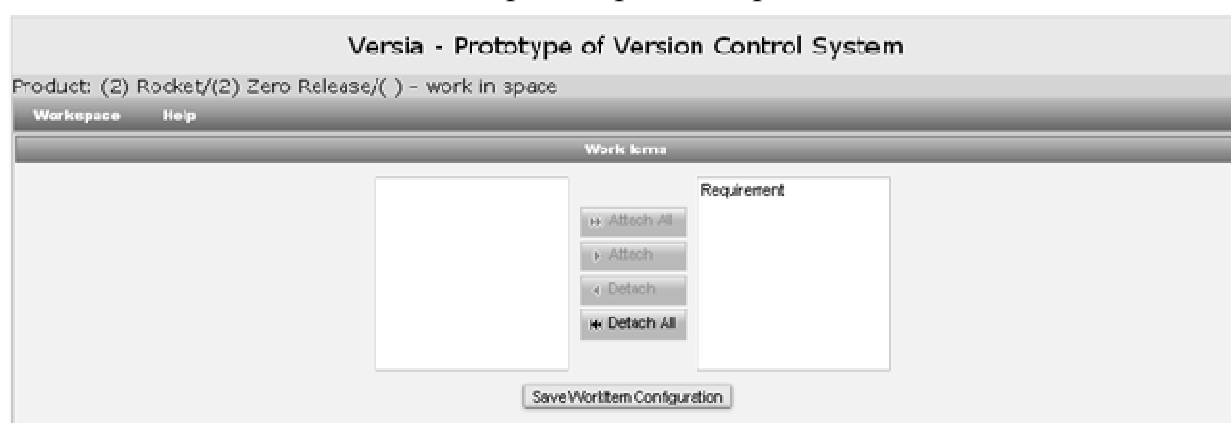 Versia - Prototype of Version Control System
Product: (2) Rocket/(2) Zero Release/( ) - work in space
Workspace Help
Work Items
Requirement
Attach All
Attach
Detach
Detach All
Save WorkItem Configuration